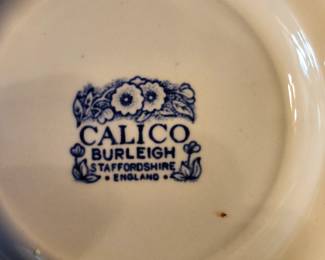 CALICO
BURLEIGH
STAFFORDSHIRE
• ENGLAND •